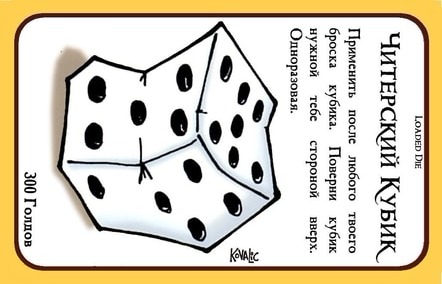 Loaded Die
Читерский Кубик
Применить после любого твоего
броска кубика. Поверни кубик
нужной тебе стороной вверх.
Одноразовая.
Kovalic
300 Голдов